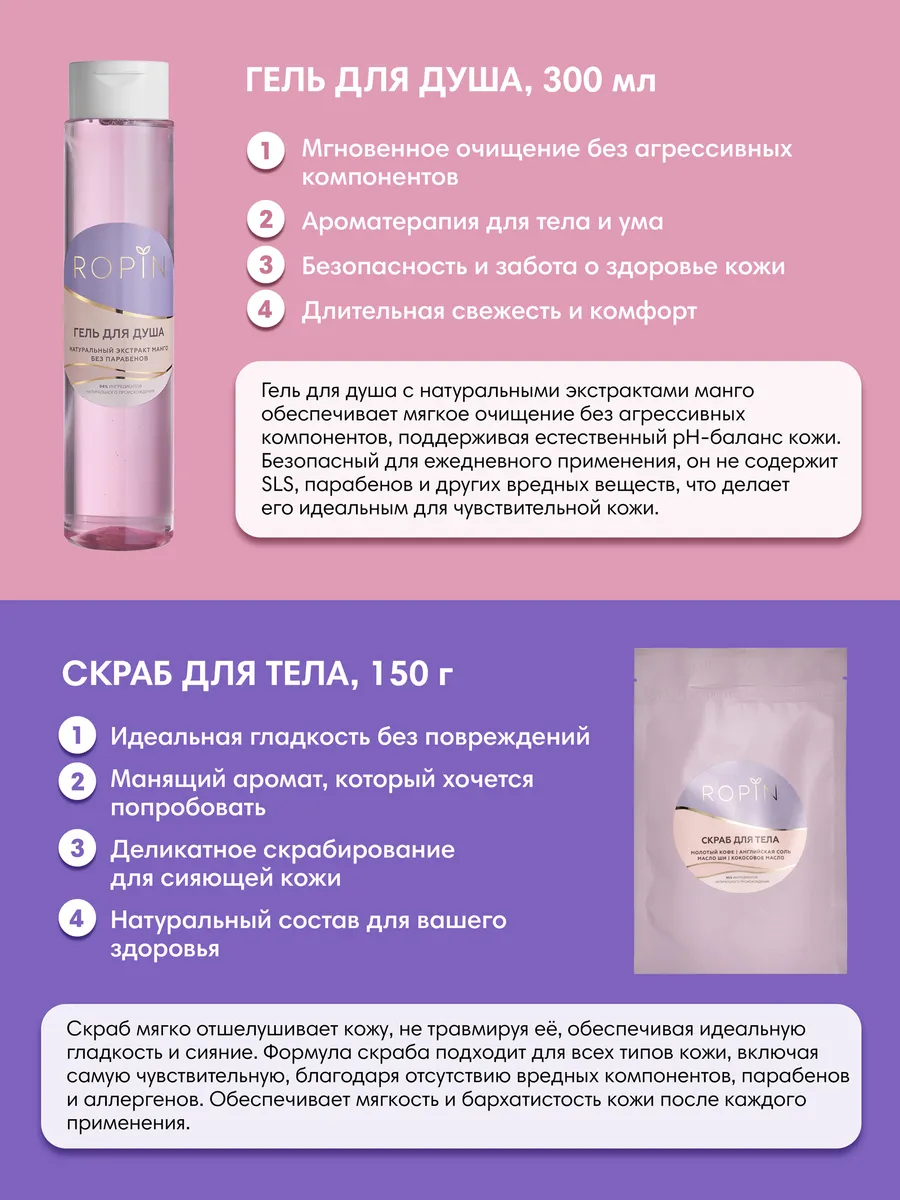 ГЕЛЬ ДЛЯ ДУША, 300 мл
1 Мгновенное очищение без агрессивных
компонентов
2 Ароматерапия для тела и ума
3 Безопасность и забота о здоровье кожи
4 Длительная свежесть и комфорт
ROPIN
ГЕЛЬ ДЛЯ ДУША
НАТУРАЛЬНЫЙ ЭКСТРАКТ МАНГО
БЕЗ ПАРАБЕНОВ
ИНГРЕДИЕНТОВ
НАТУРАЛЬНОГО ПРОИСХОЖДЕНИЯ
Гель для душа с натуральными экстрактами манго
обеспечивает мягкое очищение без агрессивных
компонентов, поддерживая естественный pH-баланс кожи.
Безопасный для ежедневного применения, он не содержит
SLS, парабенов и других вредных веществ, что делает
его идеальным для чувствительной кожи.
СКРАБ ДЛЯ ТЕЛА, 150 г
1 Идеальная гладкость без повреждений
2 Манящий аромат, который хочется
попробовать
3 Деликатное скрабирование
для сияющей кожи
4 Натуральный состав для вашего
здоровья
ROPIN
СКРАБ ДЛЯ ТЕЛА
МОЛОТЫЙ КОФЕ | АНГЛИЙСКАЯ СОЛЬ
МАСЛО ШИ | КОКОСОВОЕ МАСЛО
ИНГРЕДИЕНТОВ
НАТУРАЛЬНОГО ПРОИСХОЖДЕНИЯ
Скраб мягко отшелушивает кожу, не травмируя её, обеспечивая идеальную
гладкость и сияние. Формула скраба подходит для всех типов кожи, включая
самую чувствительную, благодаря отсутствию вредных компонентов, парабенов
и аллергенов. Обеспечивает мягкость и бархатистость кожи после каждого
применения.